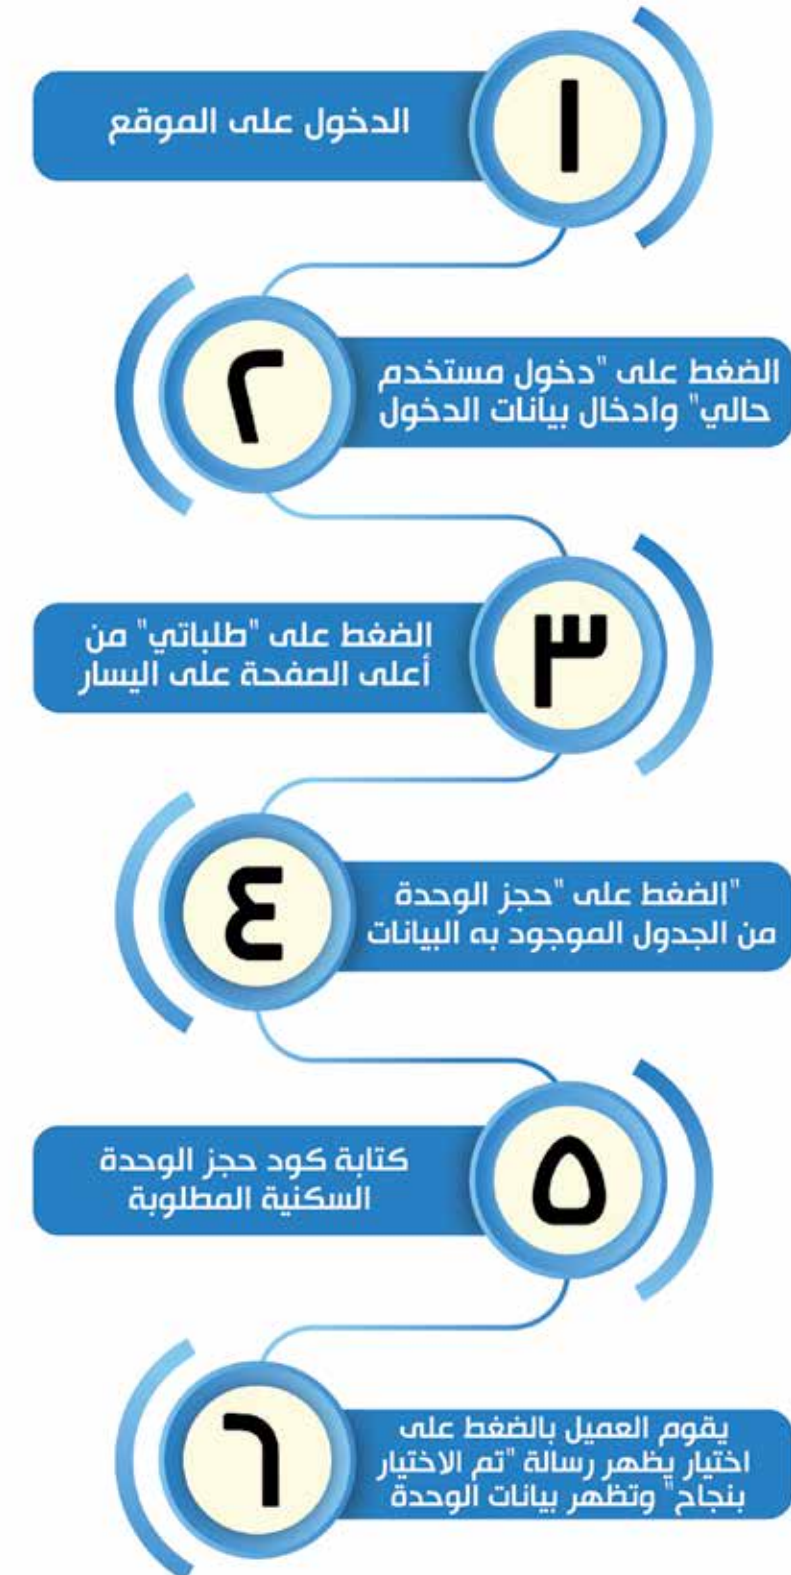 ١
الدخول على الموقع
٢
الضغط على "دخول مستخدم
حالي" وادخال بيانات الدخول
٣
الضغط على "طلباتي" من
أعلى الصفحة على اليسار
٤
"الضغط على "حجز الوحدة
من الجدول الموجود به البيانات
٥
كتابة كود حجز الوحدة
السكنية المطلوبة
٦
يقوم العميل بالضغط على
اختيار يظهر رسالة "تم الاختيار
بنجاح" وتظهر بيانات الوحدة